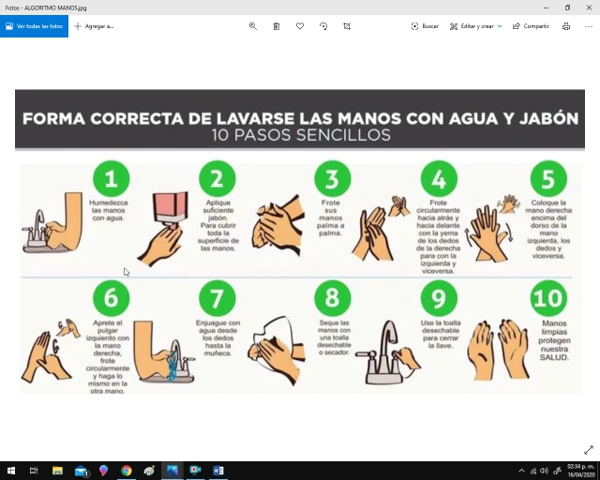 Fotos - ALGORITMO MANOS.jpg
Ver todas las fotos
Agregar a...
Buscar
Editar y crear
Compartir
FORMA CORRECTA DE LAVARSE LAS MANOS CON AGUA Y JABÓN
10 PASOS SENCILLOS
1
Humedezca
las manos
con agua.
2
Aplique
suficiente
jabón.
Para cubrir
toda la
superficie de
las manos.
3
Frote
sus
manos
palma a
palma.
4
Frote
circularmente
hacia atrás y
hacia delante
con la yema
de los dedos
de la derecha
para con la
izquierda y
viceversa.
5
Coloque la
mano derecha
encima del
dorso de la
mano
izquierda, los
dedos y
viceversa.
6
Aprete el
pulgar
izquierdo con
la mano
derecha,
frote
circularmente
y haga lo
mismo en la
otra mano.
7
Enjuague con
agua desde
los dedos
hasta la
muñeca.
8
Seque las
manos con
una toalla
desechable
o secador.
9
Use la toalla
desechable
para cerrar
la llave.
10
Manos
limpias
protegen
nuestra
SALUD.
02:34 p. m.
16/04/2020